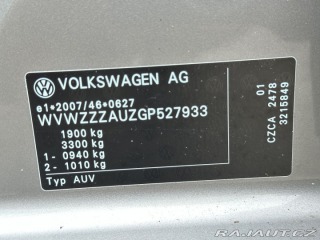 VOLKSWAGEN AG
e1*2007/46*0627
WVWZZZAUZGP527933
1900 kg
3300 kg
1- 0940 kg
2- 1010 kg
Typ AUV
01
CZCA 2478
3215849
RAJAUT.CZ